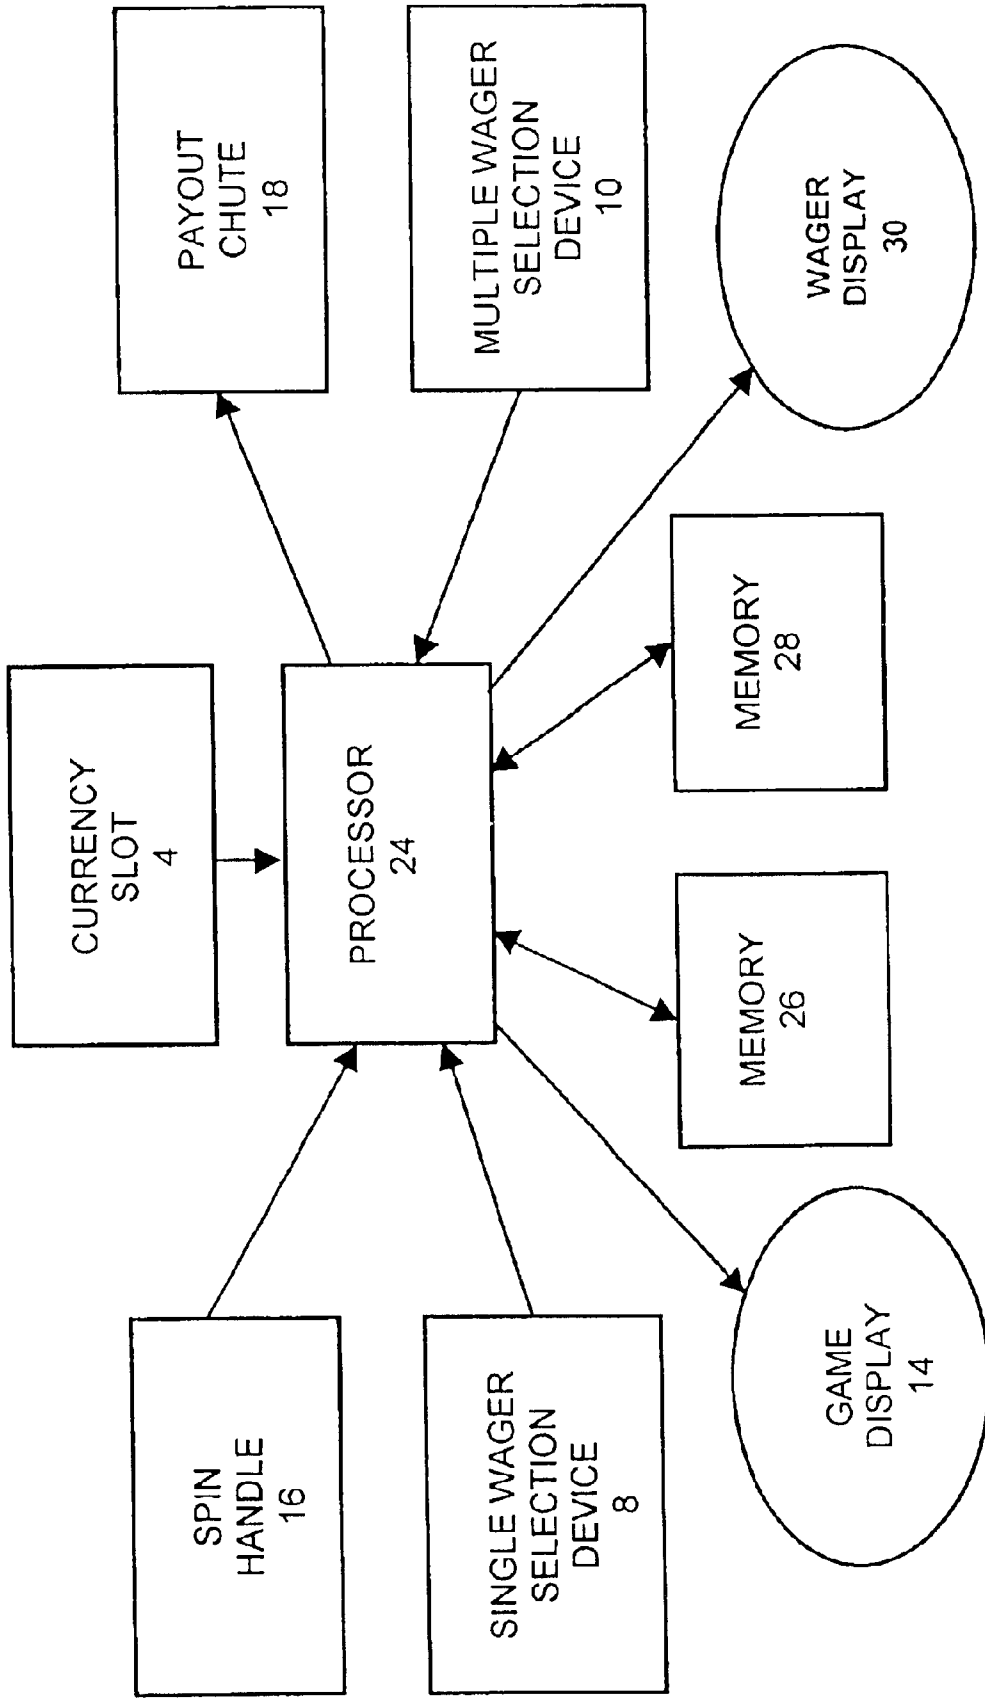 CURRENCY
SLOT
4
SPIN
HANDLE
16
PAYOUT
CHUTE
18
PROCESSOR
24
SINGLE WAGER
SELECTION
DEVICE
8
MULTIPLE WAGER
SELECTION
DEVICE
10
MEMORY
26
MEMORY
28
GAME
DISPLAY
14
WAGER
DISPLAY
30